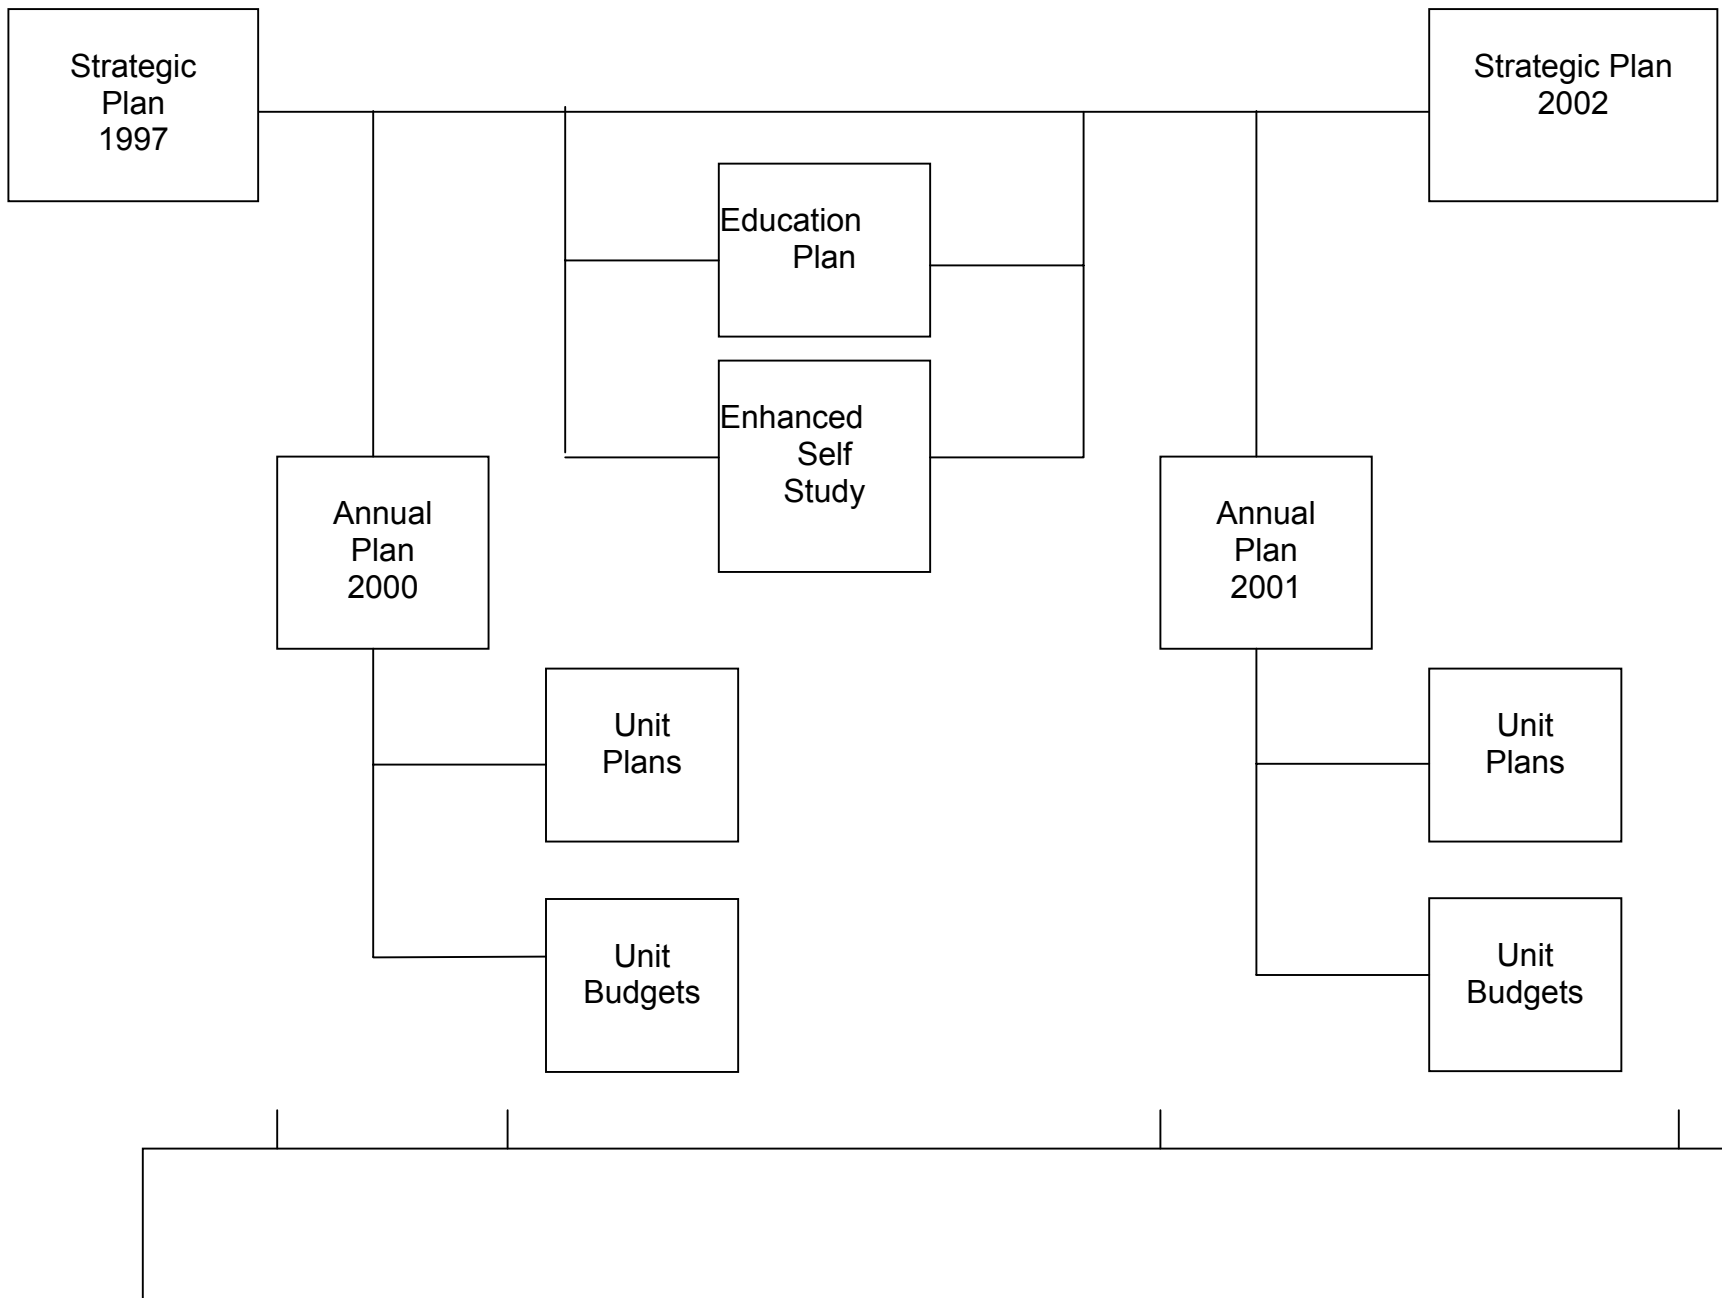 Strategic
Plan
1997
Strategic Plan
2002
Education
Plan
Enhanced
Self
Study
Annual
Plan
2000
Annual
Plan
2001
Unit
Plans
Unit
Plans
Unit
Budgets
Unit
Budgets